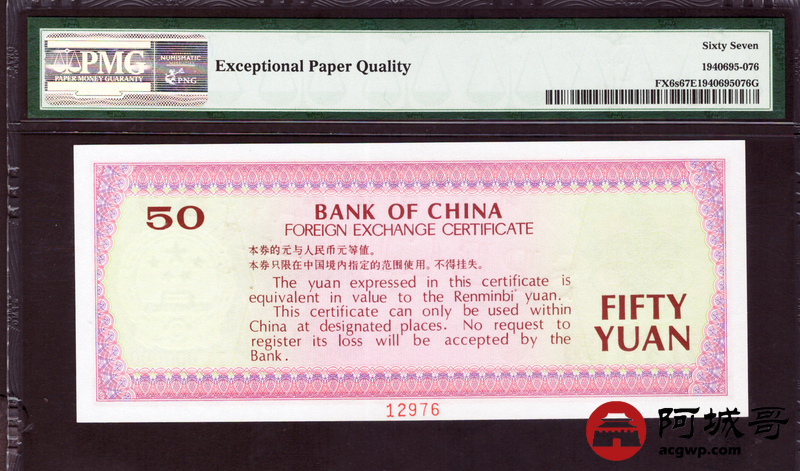 PMG
PAPER MONEY GUARANTY
NUMISMATIC
PNG
Exceptional Paper Quality
Sixty Seven
1940695-076
FX6s67E1940695076G
50
BANK OF CHINA
FOREIGN EXCHANGE CERTIFICATE
本券的元与人民币元等值。
本券只限在中国境内指定的范围使用。不得挂失。
The yuan expressed in this certificate is
equivalent in value to the Renminbi yuan.
This certificate can only be used within
China at designated places. No request to
register its loss will be accepted by the
Bank.
FIFTY
YUAN
12976
阿城哥
acgwp.com